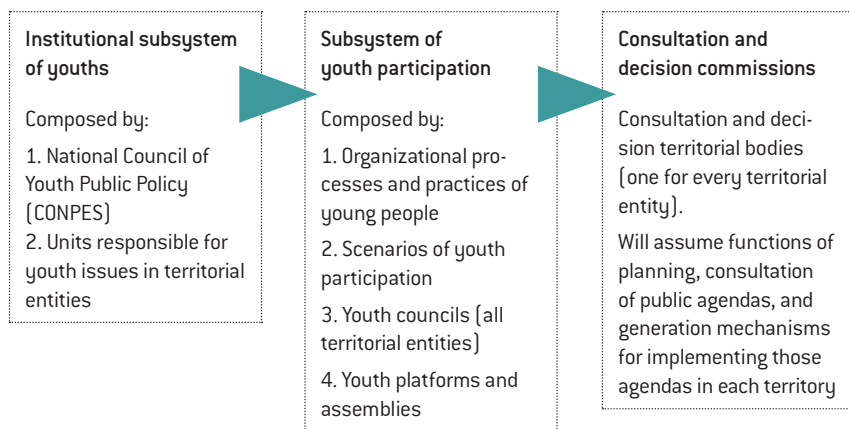 Institutional subsystem
of youths
Composed by:
1. National Council of
Youth Public Policy
(CONPES)
2. Units responsible for
youth issues in territorial
entities
Subsystem of
youth participation
Composed by:
1. Organizational pro-
cesses and practices of
young people
2. Scenarios of youth
participation
3. Youth councils (all
territorial entities)
4. Youth platforms and
assemblies
Consultation and
decision commissions
Consultation and deci-
sion territorial bodies
(one for every territorial
entity).
Will assume functions of
planning, consultation
of public agendas, and
generation mechanisms
for implementing those
agendas in each territory